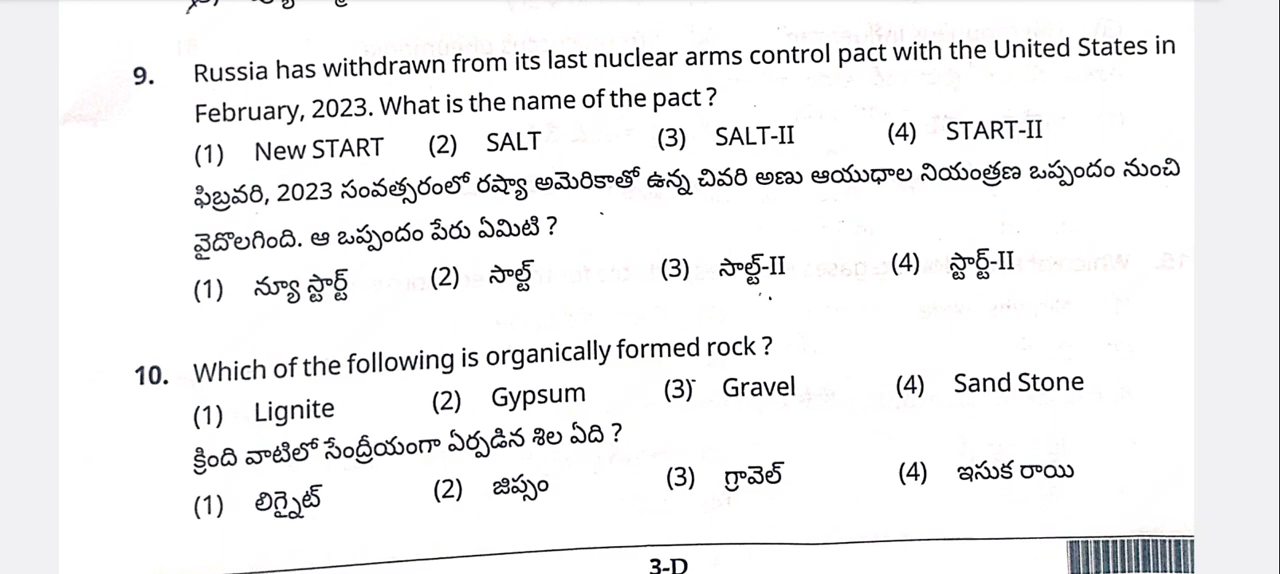 9. Russia has withdrawn from its last nuclear arms control pact with the United States in
February, 2023. What is the name of the pact ?
(1) New START (2) SALT (3) SALT-II (4) START-II
ఫిబ్రవరి, 2023 సంవత్సరంలో రష్యా అమెరికాతో ఉన్న చివరి అణు ఆయుధాల నియంత్రణ ఒప్పందం నుంచి
వైదొలగింది. ఆ ఒప్పందం పేరు ఏమిటి ?
(1) న్యూ స్టార్ట్ (2) సాల్ట్ (3) సాల్ట్-II (4) స్టార్ట్-II
10. Which of the following is organically formed rock ?
(1) Lignite (2) Gypsum (3) Gravel (4) Sand Stone
క్రింది వాటిలో సేంద్రీయంగా ఏర్పడిన శిల ఏది ?
(1) లిగ్నైట్ (2) జిప్సం (3) గ్రావెల్ (4) ఇసుక రాయి
3-D